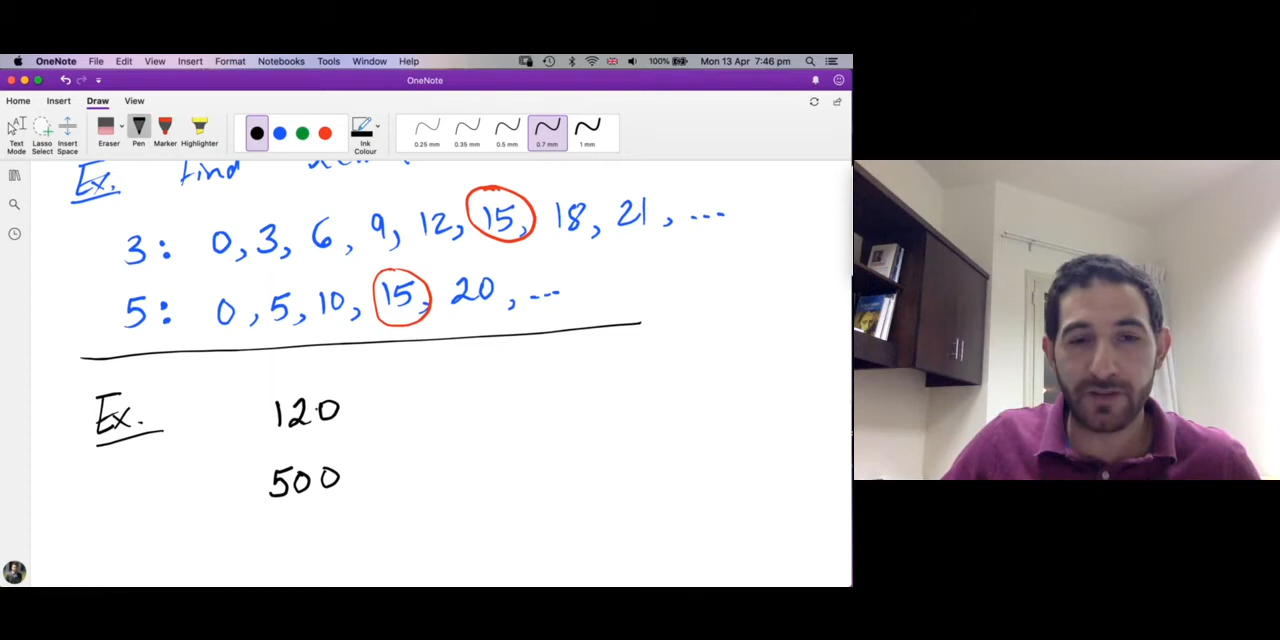 OneNote File Edit View Insert Format Notebooks Tools Window Help 100% Mon 13 Apr 7:46 pm
OneNote
Home Insert Draw View
Text Mode Lasso Select Insert Space Eraser Pen Marker Highlighter Ink Colour 0.25 mm 0.35 mm 0.5 mm 0.7 mm 1 mm
Ex. Find
3: 0, 3, 6, 9, 12, 15, 18, 21, ...
5: 0, 5, 10, 15, 20, ...
Ex. 120
500